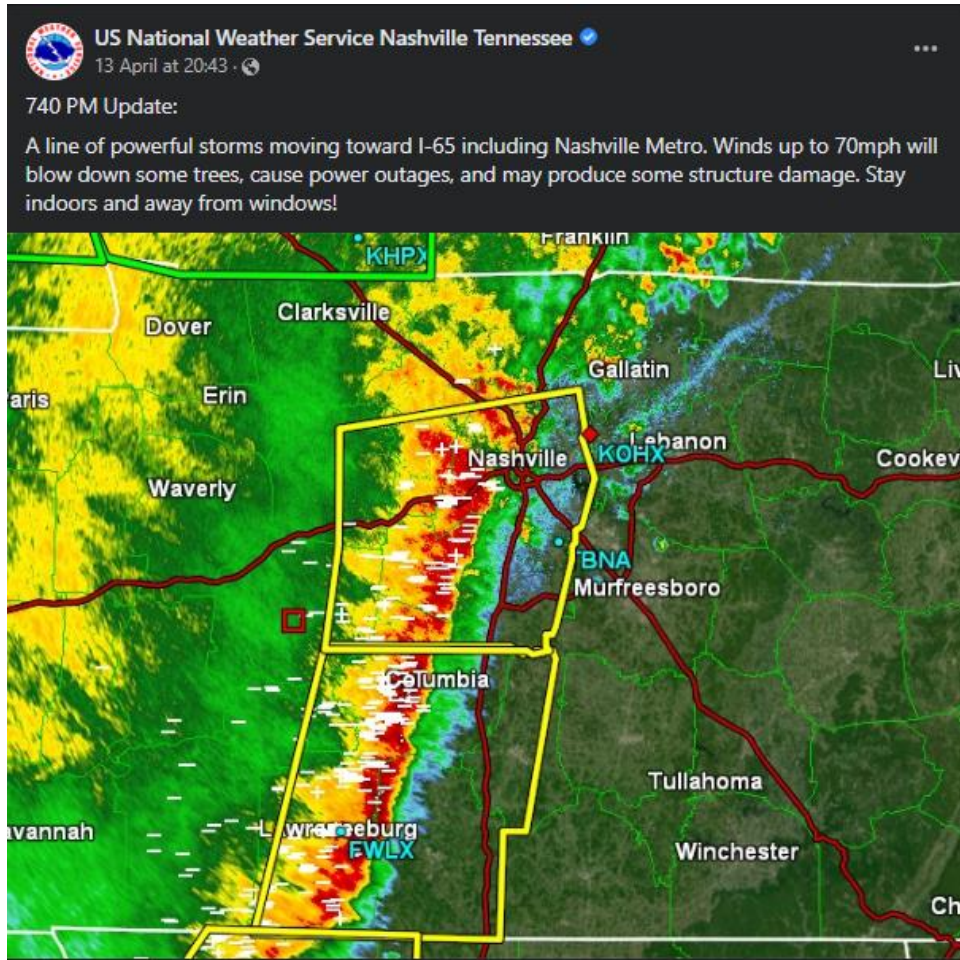 US National Weather Service Nashville Tennessee
13 April at 20:43 ·
740 PM Update:
A line of powerful storms moving toward I-65 including Nashville Metro. Winds up to 70mph will
blow down some trees, cause power outages, and may produce some structure damage. Stay
indoors and away from windows!
Franklin
KHPX
Clarksville
Dover
Gallatin
Liv
aris
Erin
Lebanon
KOHX
Nashville
Cookev
Waverly
BNA
Murfreesboro
Columbia
Tullahoma
avannah
Lawrenceburg
FWLX
Winchester
Ch